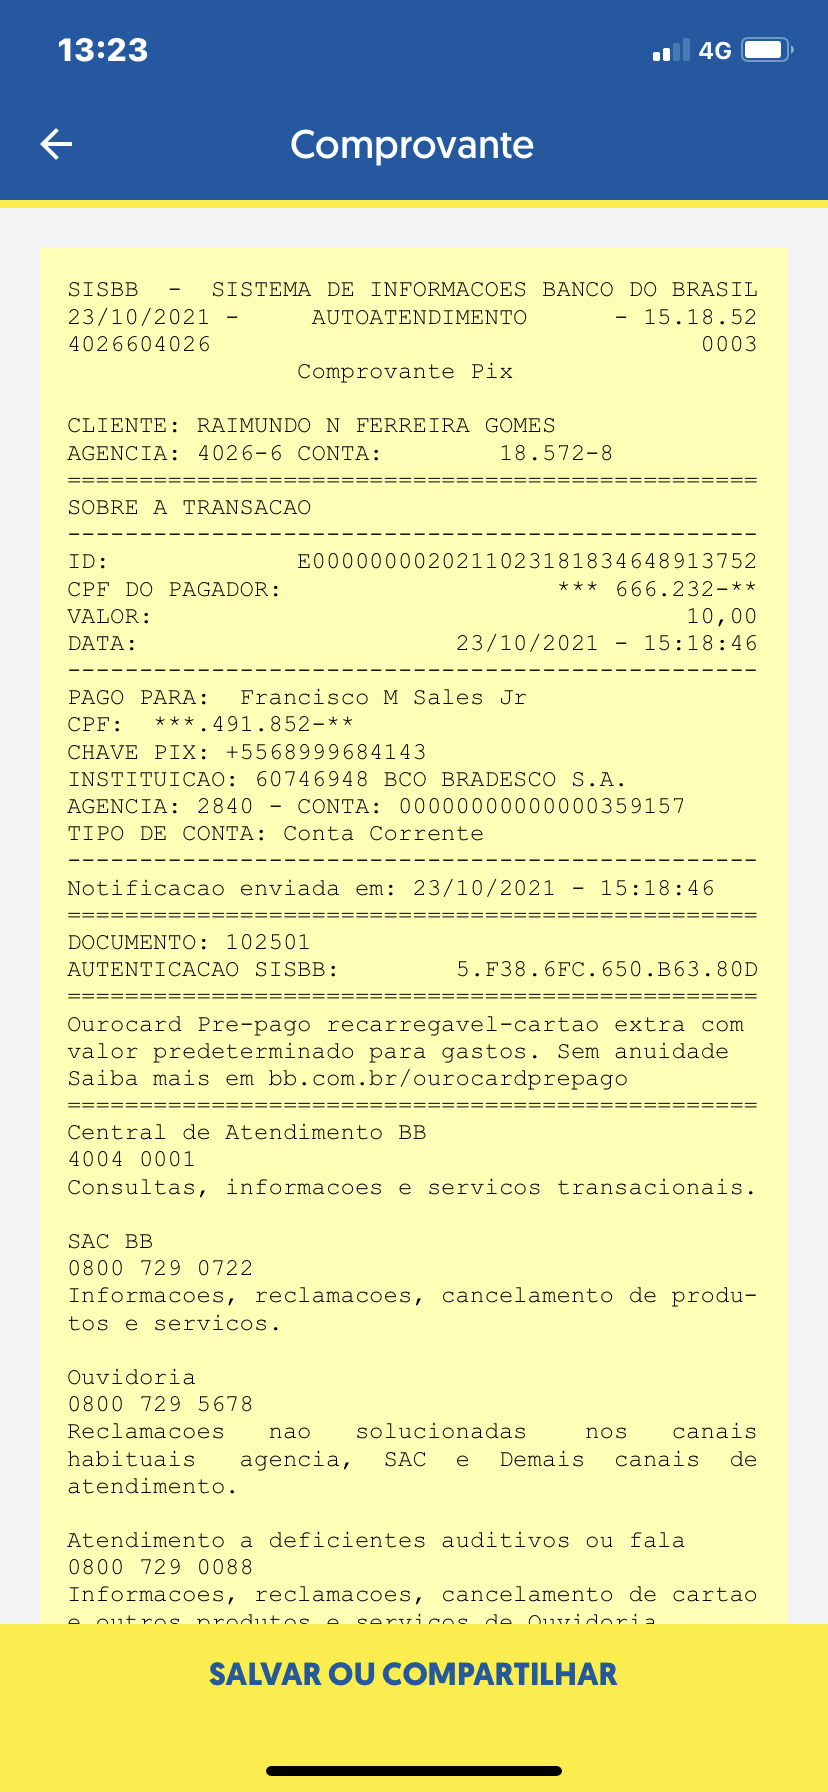 13:23
4G
Comprovante
SISBB - SISTEMA DE INFORMACOES BANCO DO BRASIL
23/10/2021 - AUTOATENDIMENTO - 15.18.52
4026604026 0003
Comprovante Pix
CLIENTE: RAIMUNDO N FERREIRA GOMES
AGENCIA: 4026-6 CONTA: 18.572-8
================================================
SOBRE A TRANSACAO
------------------------------------------------
ID: E0000000020211023181834648913752
CPF DO PAGADOR: *** 666.232-**
VALOR: 10,00
DATA: 23/10/2021 - 15:18:46
------------------------------------------------
PAGO PARA: Francisco M Sales Jr
CPF: ***.491.852-**
CHAVE PIX: +5568999684143
INSTITUICAO: 60746948 BCO BRADESCO S.A.
AGENCIA: 2840 - CONTA: 00000000000000359157
TIPO DE CONTA: Conta Corrente
------------------------------------------------
Notificacao enviada em: 23/10/2021 - 15:18:46
================================================
DOCUMENTO: 102501
AUTENTICACAO SISBB: 5.F38.6FC.650.B63.80D
================================================
Ourocard Pre-pago recarregavel-cartao extra com
valor predeterminado para gastos. Sem anuidade
Saiba mais em bb.com.br/ourocardprepago
================================================
Central de Atendimento BB
4004 0001
Consultas, informacoes e servicos transacionais.
SAC BB
0800 729 0722
Informacoes, reclamacoes, cancelamento de produ-
tos e servicos.
Ouvidoria
0800 729 5678
Reclamacoes nao solucionadas nos canais
habituais agencia, SAC e Demais canais de
atendimento.
Atendimento a deficientes auditivos ou fala
0800 729 0088
Informacoes, reclamacoes, cancelamento de cartao
e outros produtos e servicos de Ouvidoria
SALVAR OU COMPARTILHAR